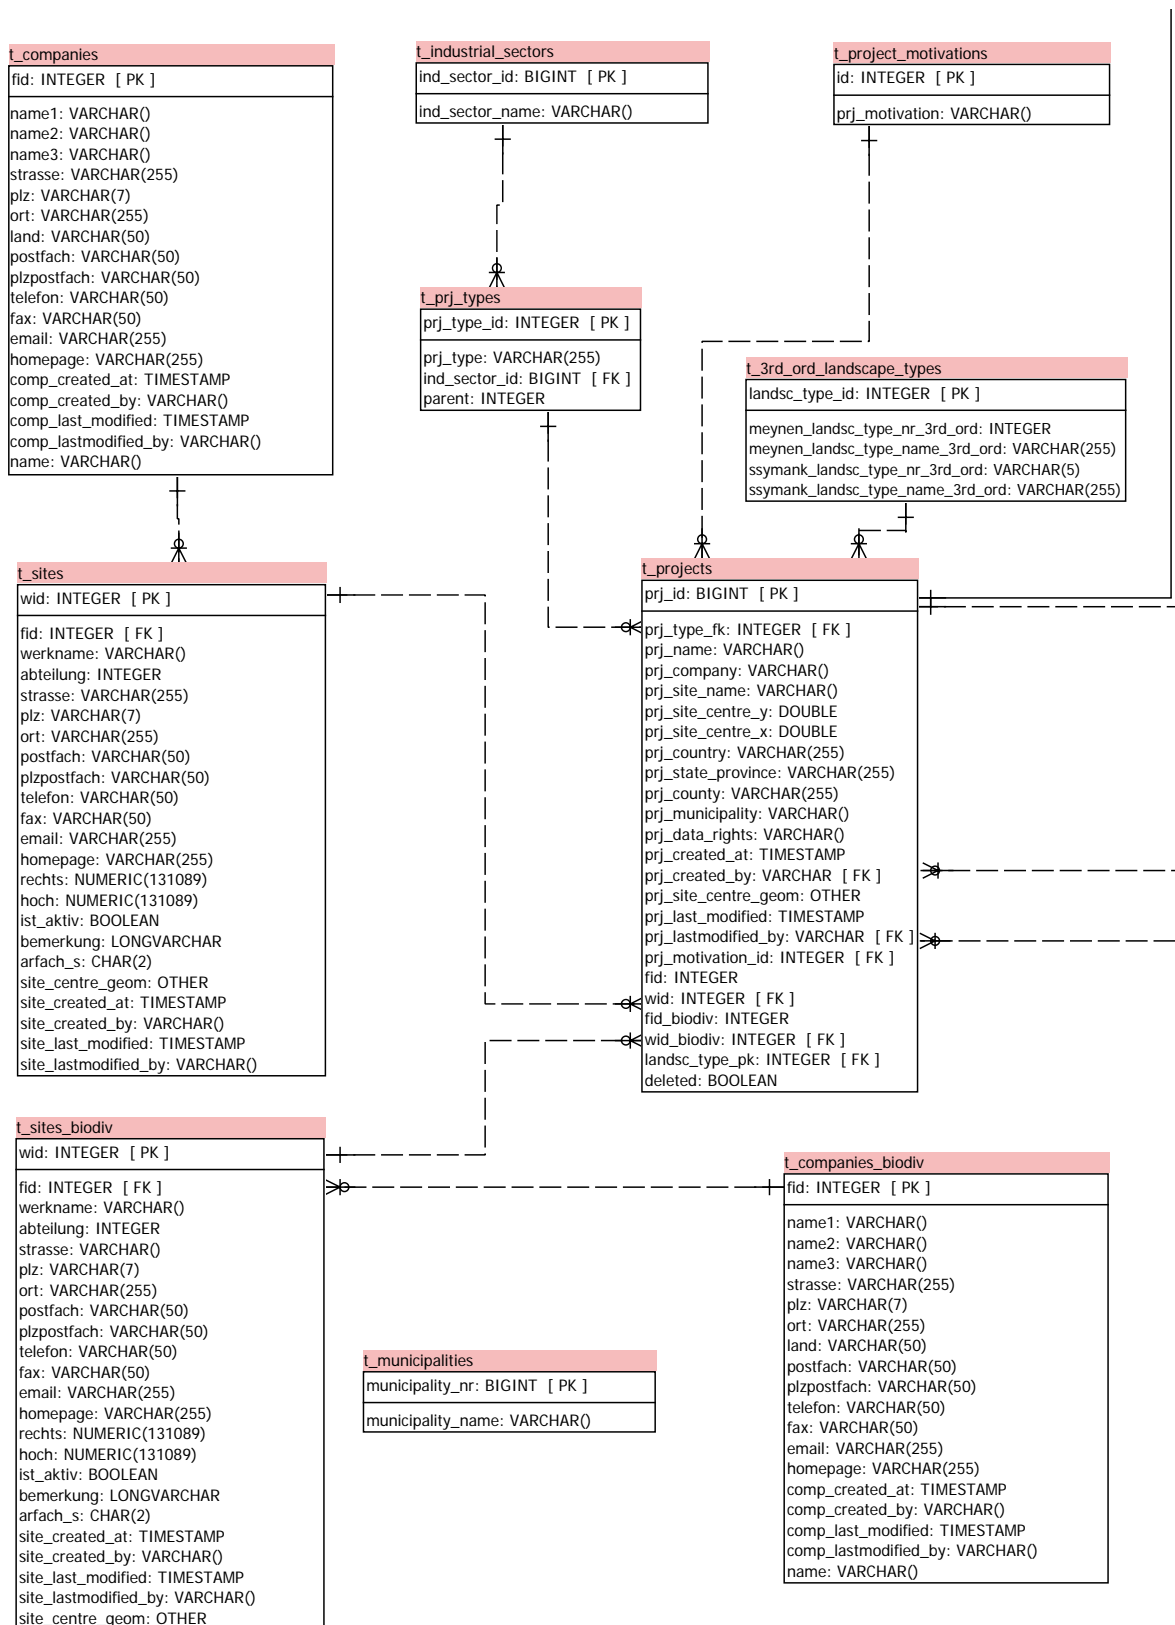 t_companies
fid: INTEGER [ PK ]
name1: VARCHAR()
name2: VARCHAR()
name3: VARCHAR()
strasse: VARCHAR(255)
plz: VARCHAR(7)
ort: VARCHAR(255)
land: VARCHAR(50)
postfach: VARCHAR(50)
plzpostfach: VARCHAR(50)
telefon: VARCHAR(50)
fax: VARCHAR(50)
email: VARCHAR(255)
homepage: VARCHAR(255)
comp_created_at: TIMESTAMP
comp_created_by: VARCHAR()
comp_last_modified: TIMESTAMP
comp_lastmodified_by: VARCHAR()
name: VARCHAR()
t_industrial_sectors
ind_sector_id: BIGINT [ PK ]
ind_sector_name: VARCHAR()
t_project_motivations
id: INTEGER [ PK ]
prj_motivation: VARCHAR()
t_prj_types
prj_type_id: INTEGER [ PK ]
prj_type: VARCHAR(255)
ind_sector_id: BIGINT [ FK ]
parent: INTEGER
t_3rd_ord_landscape_types
landsc_type_id: INTEGER [ PK ]
meynen_landsc_type_nr_3rd_ord: INTEGER
meynen_landsc_type_name_3rd_ord: VARCHAR(255)
ssymank_landsc_type_nr_3rd_ord: VARCHAR(5)
ssymank_landsc_type_name_3rd_ord: VARCHAR(255)
t_sites
wid: INTEGER [ PK ]
fid: INTEGER [ FK ]
werkname: VARCHAR()
abteilung: INTEGER
strasse: VARCHAR(255)
plz: VARCHAR(7)
ort: VARCHAR(255)
postfach: VARCHAR(50)
plzpostfach: VARCHAR(50)
telefon: VARCHAR(50)
fax: VARCHAR(50)
email: VARCHAR(255)
homepage: VARCHAR(255)
rechts: NUMERIC(131089)
hoch: NUMERIC(131089)
ist_aktiv: BOOLEAN
bemerkung: LONGVARCHAR
arfach_s: CHAR(2)
site_centre_geom: OTHER
site_created_at: TIMESTAMP
site_created_by: VARCHAR()
site_last_modified: TIMESTAMP
site_lastmodified_by: VARCHAR()
t_projects
prj_id: BIGINT [ PK ]
prj_type_fk: INTEGER [ FK ]
prj_name: VARCHAR()
prj_company: VARCHAR()
prj_site_name: VARCHAR()
prj_site_centre_y: DOUBLE
prj_site_centre_x: DOUBLE
prj_country: VARCHAR(255)
prj_state_province: VARCHAR(255)
prj_county: VARCHAR(255)
prj_municipality: VARCHAR()
prj_data_rights: VARCHAR()
prj_created_at: TIMESTAMP
prj_created_by: VARCHAR [ FK ]
prj_site_centre_geom: OTHER
prj_last_modified: TIMESTAMP
prj_lastmodified_by: VARCHAR [ FK ]
prj_motivation_id: INTEGER [ FK ]
fid: INTEGER
wid: INTEGER [ FK ]
fid_biodiv: INTEGER
wid_biodiv: INTEGER [ FK ]
landsc_type_pk: INTEGER [ FK ]
deleted: BOOLEAN
t_sites_biodiv
wid: INTEGER [ PK ]
fid: INTEGER [ FK ]
werkname: VARCHAR()
abteilung: INTEGER
strasse: VARCHAR()
plz: VARCHAR(7)
ort: VARCHAR(255)
postfach: VARCHAR(50)
plzpostfach: VARCHAR(50)
telefon: VARCHAR(50)
fax: VARCHAR(50)
email: VARCHAR(255)
homepage: VARCHAR(255)
rechts: NUMERIC(131089)
hoch: NUMERIC(131089)
ist_aktiv: BOOLEAN
bemerkung: LONGVARCHAR
arfach_s: CHAR(2)
site_created_at: TIMESTAMP
site_created_by: VARCHAR()
site_last_modified: TIMESTAMP
site_lastmodified_by: VARCHAR()
site_centre_geom: OTHER
t_municipalities
municipality_nr: BIGINT [ PK ]
municipality_name: VARCHAR()
t_companies_biodiv
fid: INTEGER [ PK ]
name1: VARCHAR()
name2: VARCHAR()
name3: VARCHAR()
strasse: VARCHAR(255)
plz: VARCHAR(7)
ort: VARCHAR(255)
land: VARCHAR(50)
postfach: VARCHAR(50)
plzpostfach: VARCHAR(50)
telefon: VARCHAR(50)
fax: VARCHAR(50)
email: VARCHAR(255)
homepage: VARCHAR(255)
comp_created_at: TIMESTAMP
comp_created_by: VARCHAR()
comp_last_modified: TIMESTAMP
comp_lastmodified_by: VARCHAR()
name: VARCHAR()